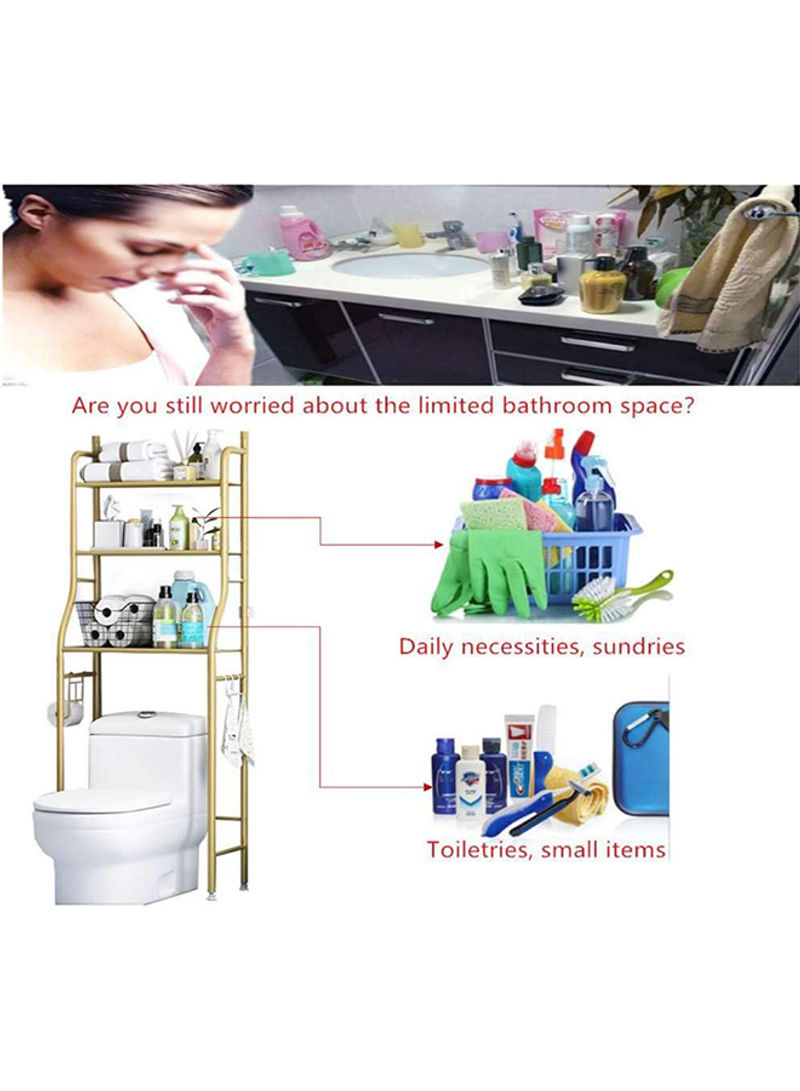 Are you still worried about the limited bathroom space?
Daily necessities, sundries
Toiletries, small items